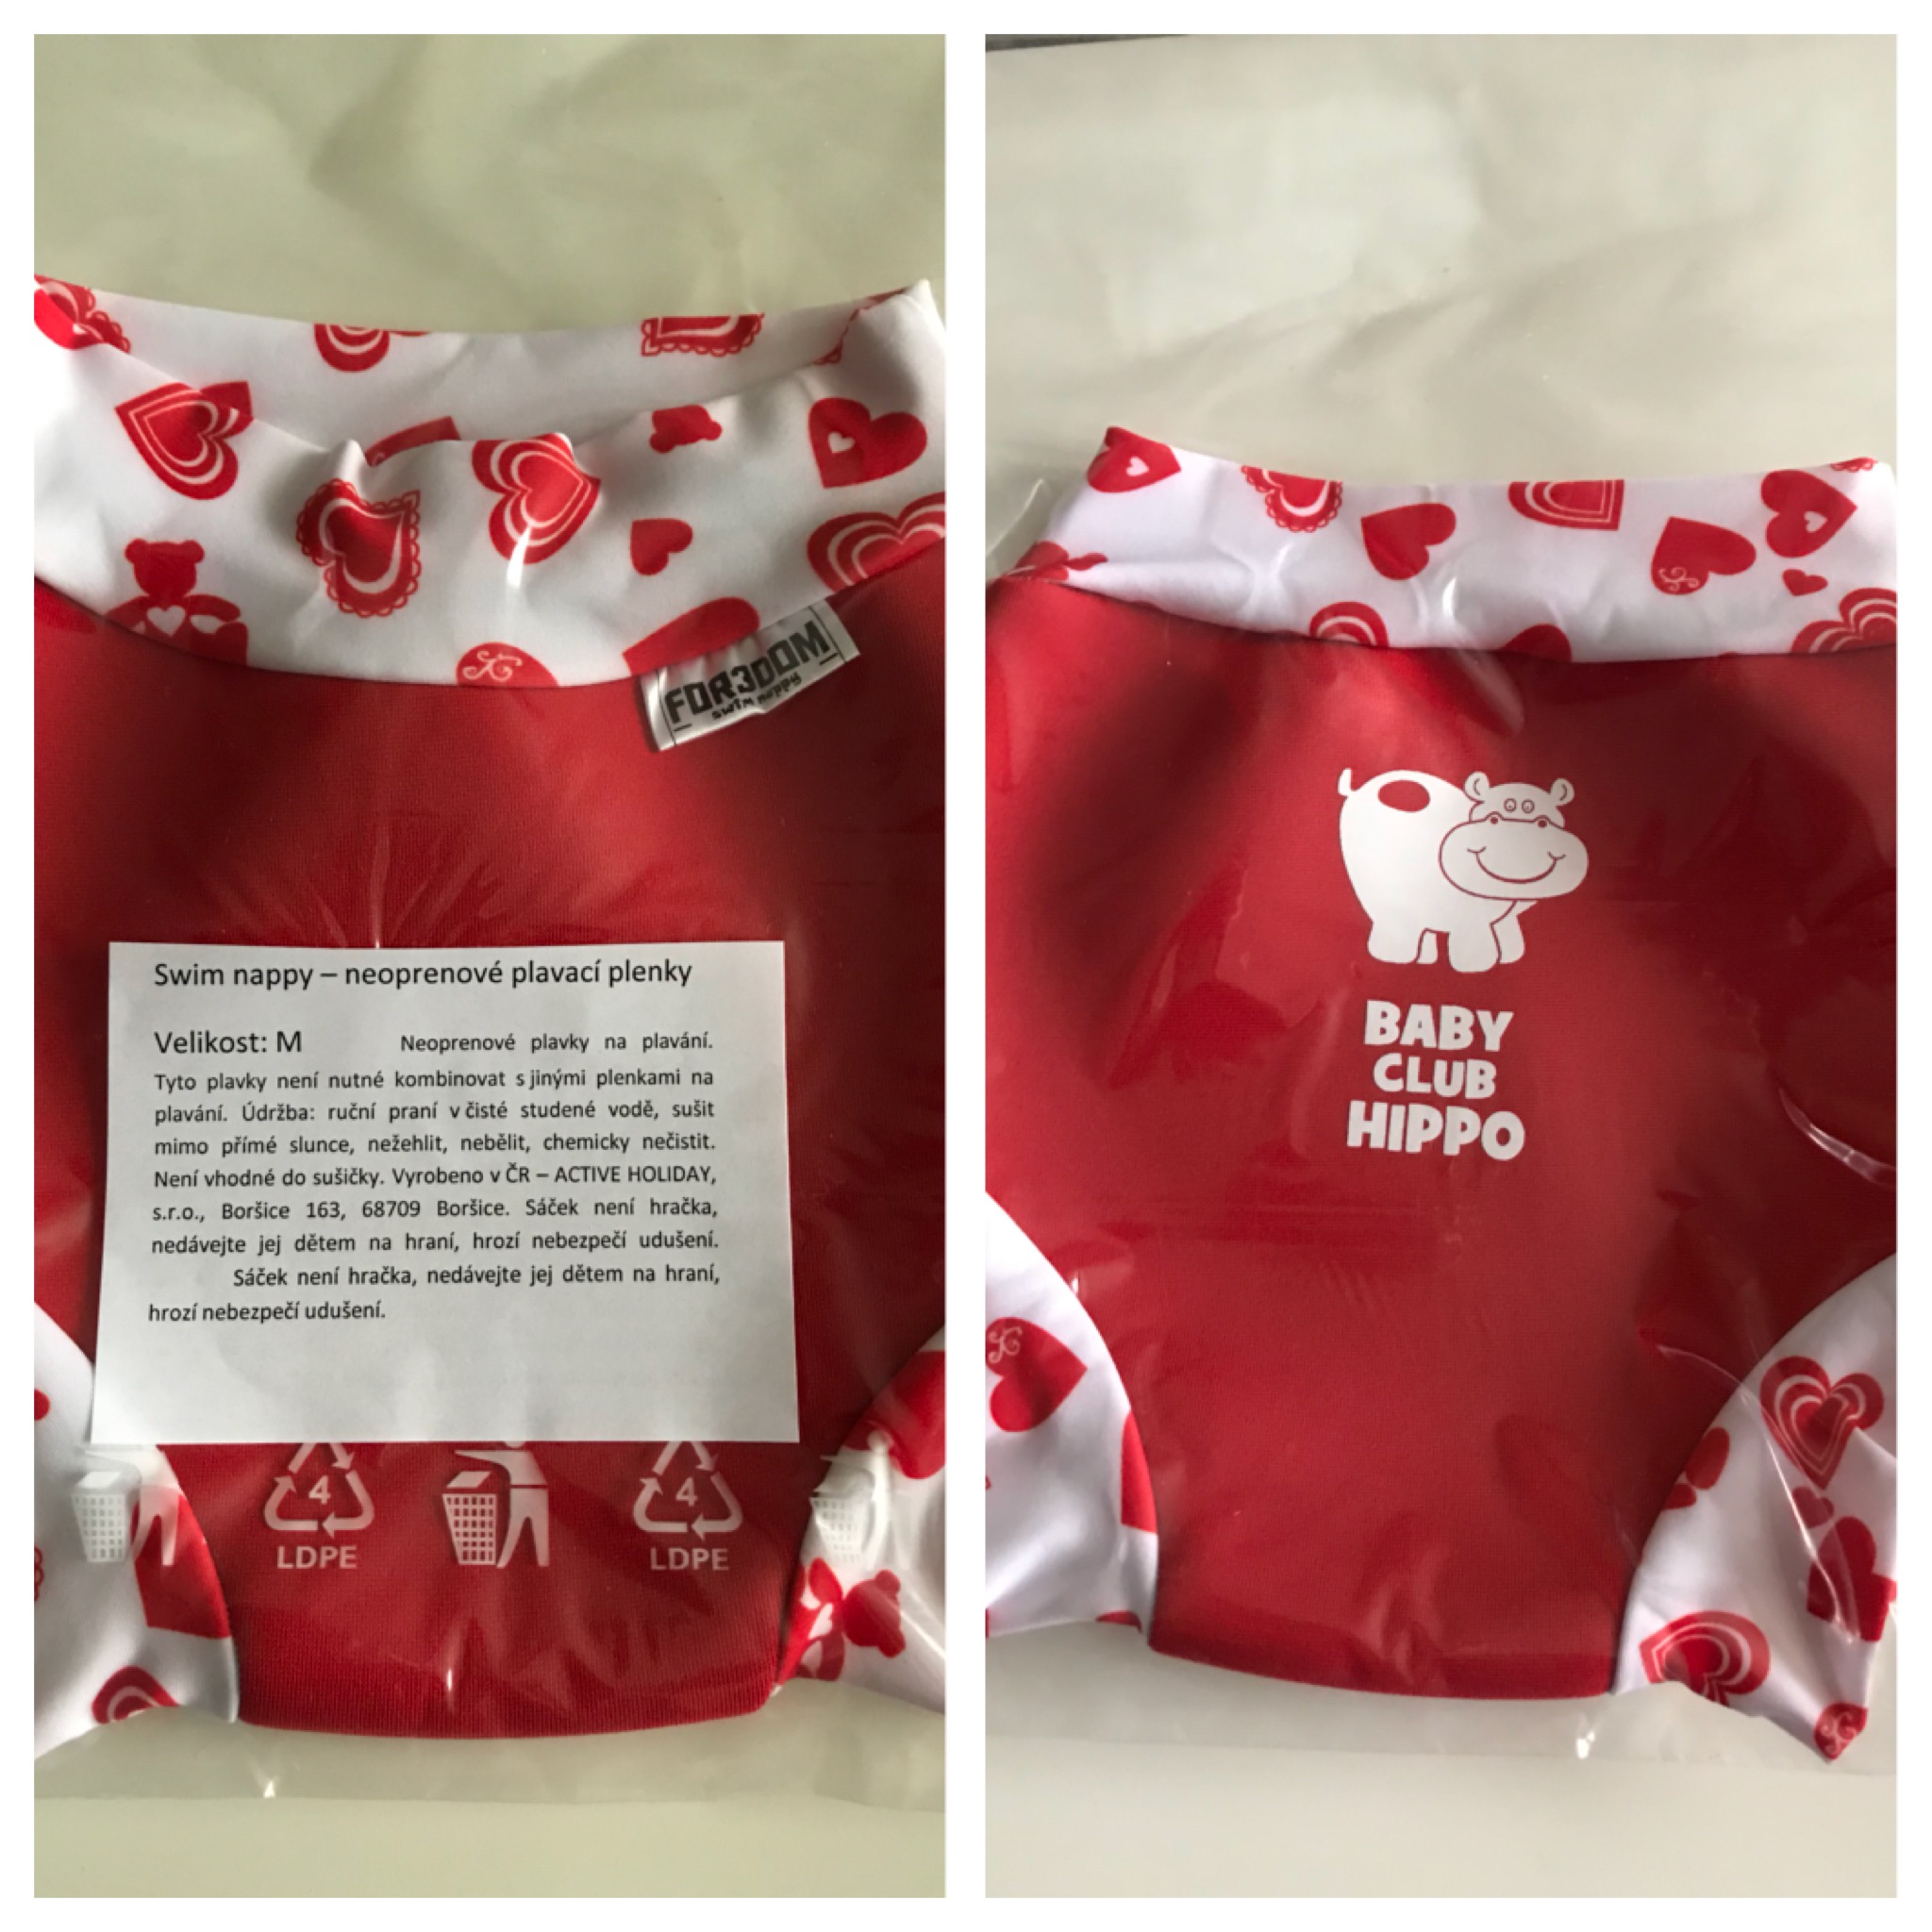 FOR3DOM
swim nappy
Swim nappy – neoprenové plavací plenky
Velikost: M Neoprenové plavky na plavání.
Tyto plavky není nutné kombinovat s jinými plenkami na
plavání. Údržba: ruční praní v čisté studené vodě, sušit
mimo přímé slunce, nežehlit, nebělit, chemicky nečistit.
Není vhodné do sušičky. Vyrobeno v ČR – ACTIVE HOLIDAY,
s.r.o., Boršice 163, 68709 Boršice. Sáček není hračka,
nedávejte jej dětem na hraní, hrozí nebezpečí udušení.
Sáček není hračka, nedávejte jej dětem na hraní,
hrozí nebezpečí udušení.
4 4
LDPE LDPE
BABY
CLUB
HIPPO